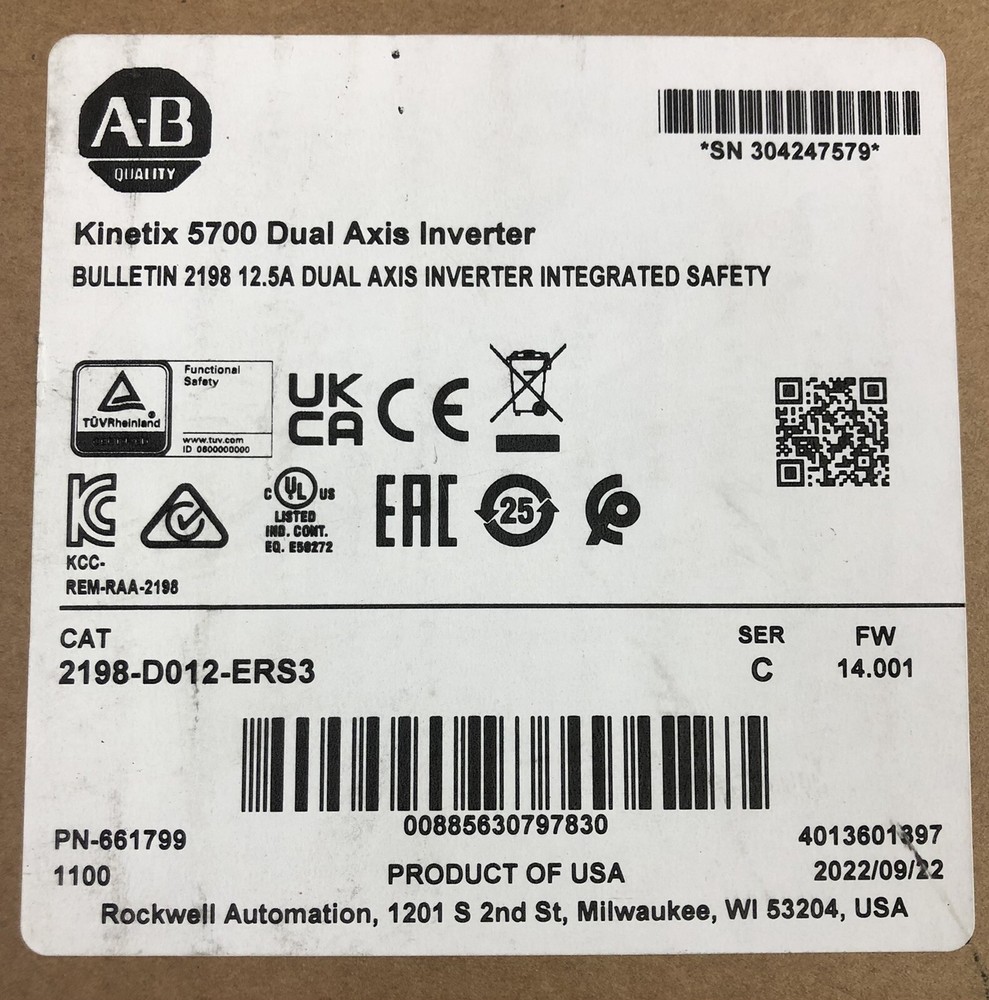 A-B
QUALITY
*SN 304247579*
Kinetix 5700 Dual Axis Inverter
BULLETIN 2198 12.5A DUAL AXIS INVERTER INTEGRATED SAFETY
TÜVRheinland
Functional
Safety
www.tuv.com
ID 0600000000
UK
CA
CE
KC
KCC-
REM-RAA-2198
C UL US
LISTED
IND. CONT.
EQ. E56272
EAC
25
CAT
2198-D012-ERS3
SER
C
FW
14.001
00885630797830
PN-661799
1100
PRODUCT OF USA
4013601397
2022/09/22
Rockwell Automation, 1201 S 2nd St, Milwaukee, WI 53204, USA